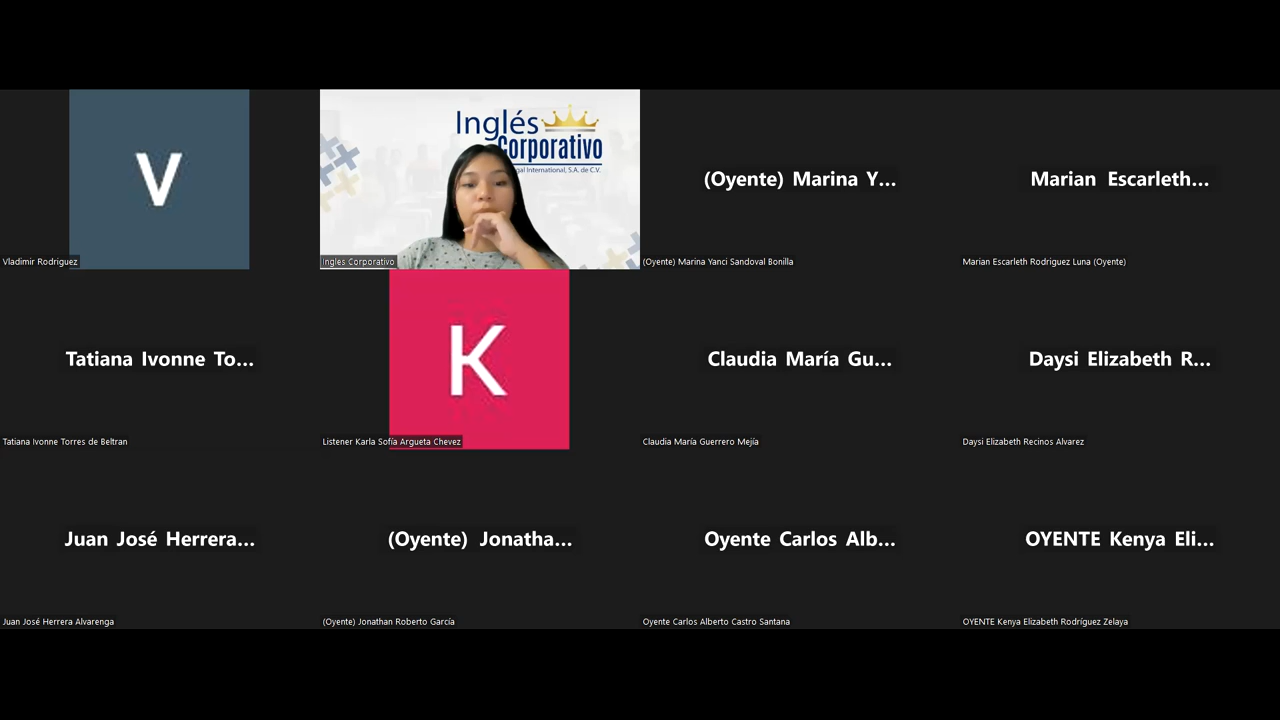 V
Vladimir Rodriguez
Inglés
Corporativo
gal International, S.A. de C.V.
Ingles Corporativo
(Oyente) Marina Y...
(Oyente) Marina Yanci Sandoval Bonilla
Marian Escarleth...
Marian Escarleth Rodriguez Luna (Oyente)
Tatiana Ivonne To...
Tatiana Ivonne Torres de Beltran
K
Listener Karla Sofía Argueta Chevez
Claudia María Gu...
Claudia María Guerrero Mejía
Daysi Elizabeth R...
Daysi Elizabeth Recinos Alvarez
Juan José Herrera...
Juan José Herrera Alvarenga
(Oyente) Jonatha...
(Oyente) Jonathan Roberto García
Oyente Carlos Alb...
Oyente Carlos Alberto Castro Santana
OYENTE Kenya Eli...
OYENTE Kenya Elizabeth Rodríguez Zelaya